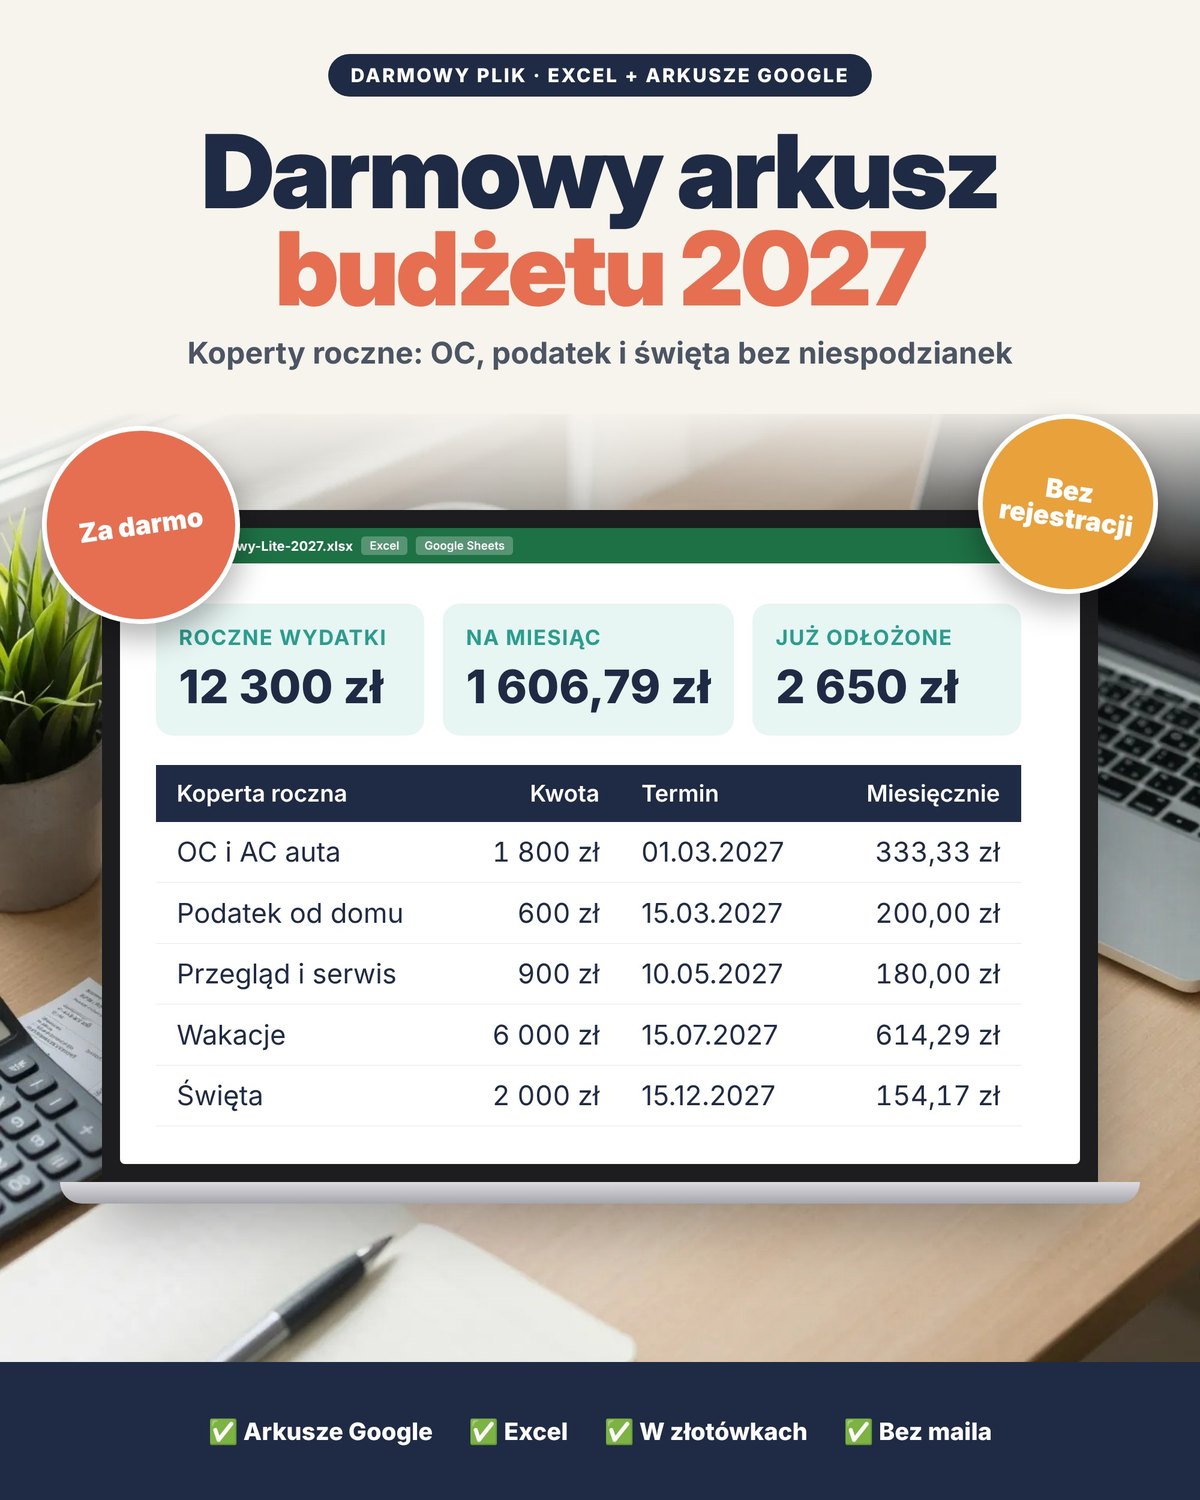 DARMOWY PLIK · EXCEL + ARKUSZE GOOGLE
Darmowy arkusz
budżetu 2027
Koperty roczne: OC, podatek i święta bez niespodzianek
Za darmo
Bez
rejestracji
wy-Lite-2027.xlsx Excel Google Sheets
ROCZNE WYDATKI NA MIESIĄC JUŻ ODŁOŻONE
12 300 zł 1 606,79 zł 2 650 zł
Koperta roczna Kwota Termin Miesięcznie
OC i AC auta 1 800 zł 01.03.2027 333,33 zł
Podatek od domu 600 zł 15.03.2027 200,00 zł
Przegląd i serwis 900 zł 10.05.2027 180,00 zł
Wakacje 6 000 zł 15.07.2027 614,29 zł
Święta 2 000 zł 15.12.2027 154,17 zł
✅ Arkusze Google ✅ Excel ✅ W złotówkach ✅ Bez maila